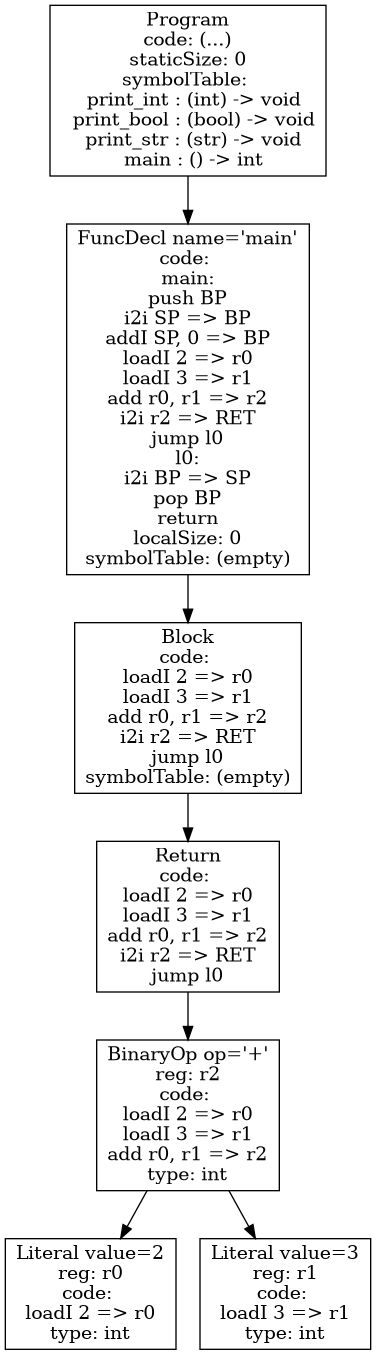 Program
code: (...)
staticSize: 0
symbolTable:
print_int : (int) -> void
print_bool : (bool) -> void
print_str : (str) -> void
main : () -> int
FuncDecl name='main'
code:
main:
push BP
i2i SP => BP
addI SP, 0 => BP
loadI 2 => r0
loadI 3 => r1
add r0, r1 => r2
i2i r2 => RET
jump l0
l0:
i2i BP => SP
pop BP
return
localSize: 0
symbolTable: (empty)
Block
code:
loadI 2 => r0
loadI 3 => r1
add r0, r1 => r2
i2i r2 => RET
jump l0
symbolTable: (empty)
Return
code:
loadI 2 => r0
loadI 3 => r1
add r0, r1 => r2
i2i r2 => RET
jump l0
BinaryOp op='+'
reg: r2
code:
loadI 2 => r0
loadI 3 => r1
add r0, r1 => r2
type: int
Literal value=2
reg: r0
code:
loadI 2 => r0
type: int
Literal value=3
reg: r1
code:
loadI 3 => r1
type: int